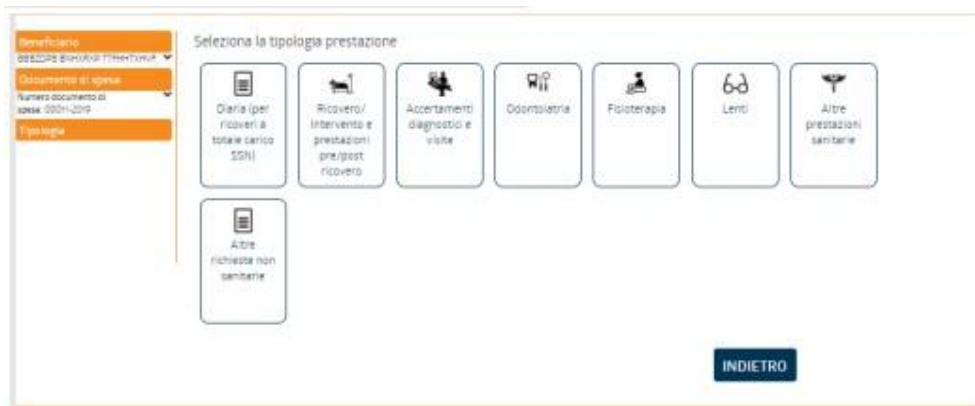 Beneficiario
Seleziona la tipologia prestazione
Documento di spesa
Numero documento di
spesa: 00011-2019
Tipologia
Diaria (per
ricoveri a
totale carico
SSN)
Ricovero/
Intervento e
prestazioni
pre/post
ricovero
Accertamenti
diagnostici e
visite
Odontoiatria
Fisioterapia
Lenti
Altre
prestazioni
sanitarie
Altre
richieste non
sanitarie
INDIETRO